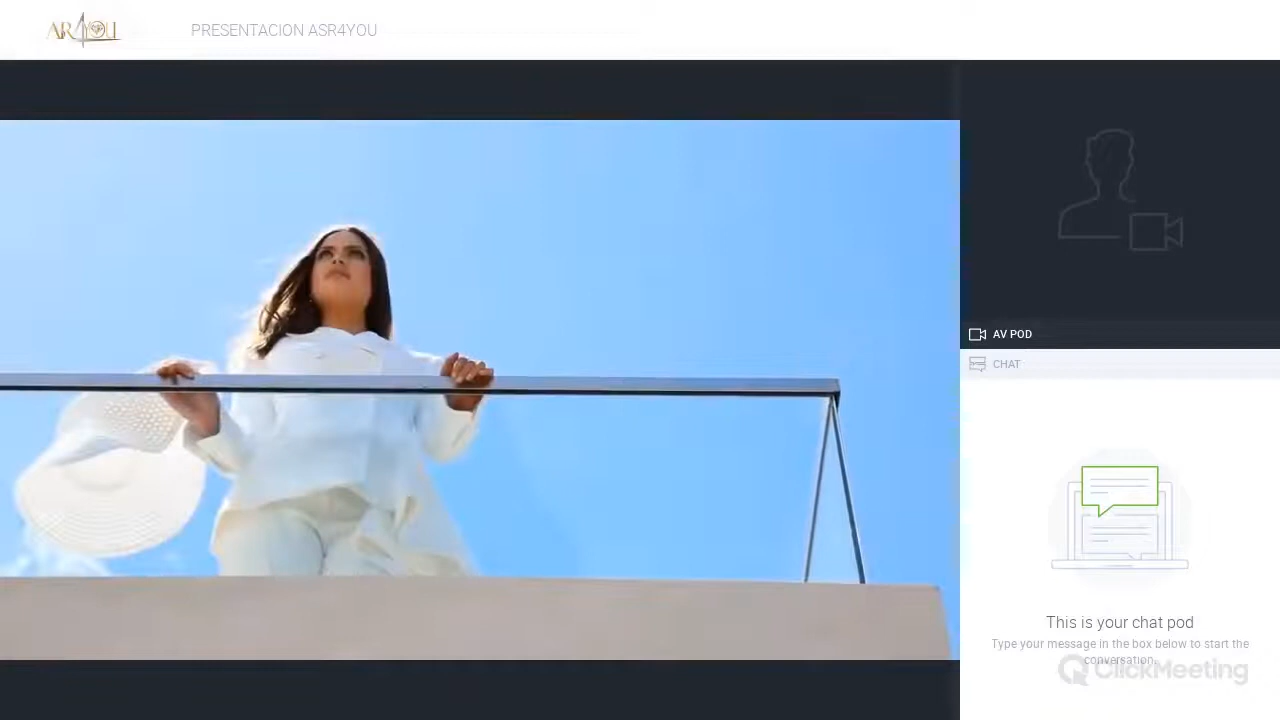 AR4YOU
PRESENTACION ASR4YOU
AV POD
CHAT
This is your chat pod
Type your message in the box below to start the
conversation.
ClickMeeting